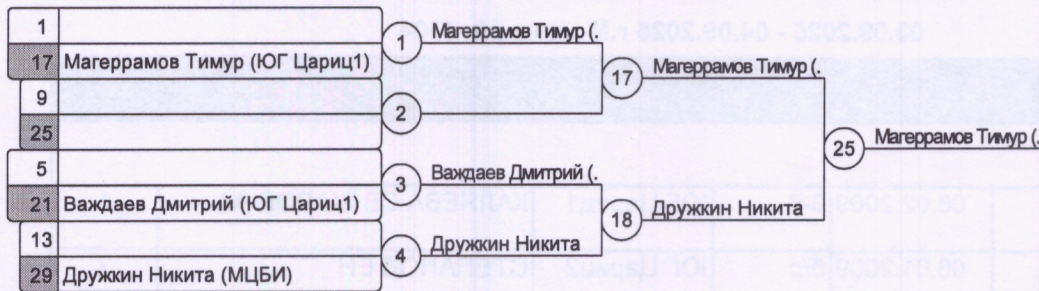 1
17 Магеррамов Тимур (ЮГ Цариц1)
9
25
5
21 Важдаев Дмитрий (ЮГ Цариц1)
13
29 Дружкин Никита (МЦБИ)
1 Магеррамов Тимур (.
2
3 Важдаев Дмитрий (.
4 Дружкин Никита
17 Магеррамов Тимур (.
18 Дружкин Никита
25 Магеррамов Тимур (.